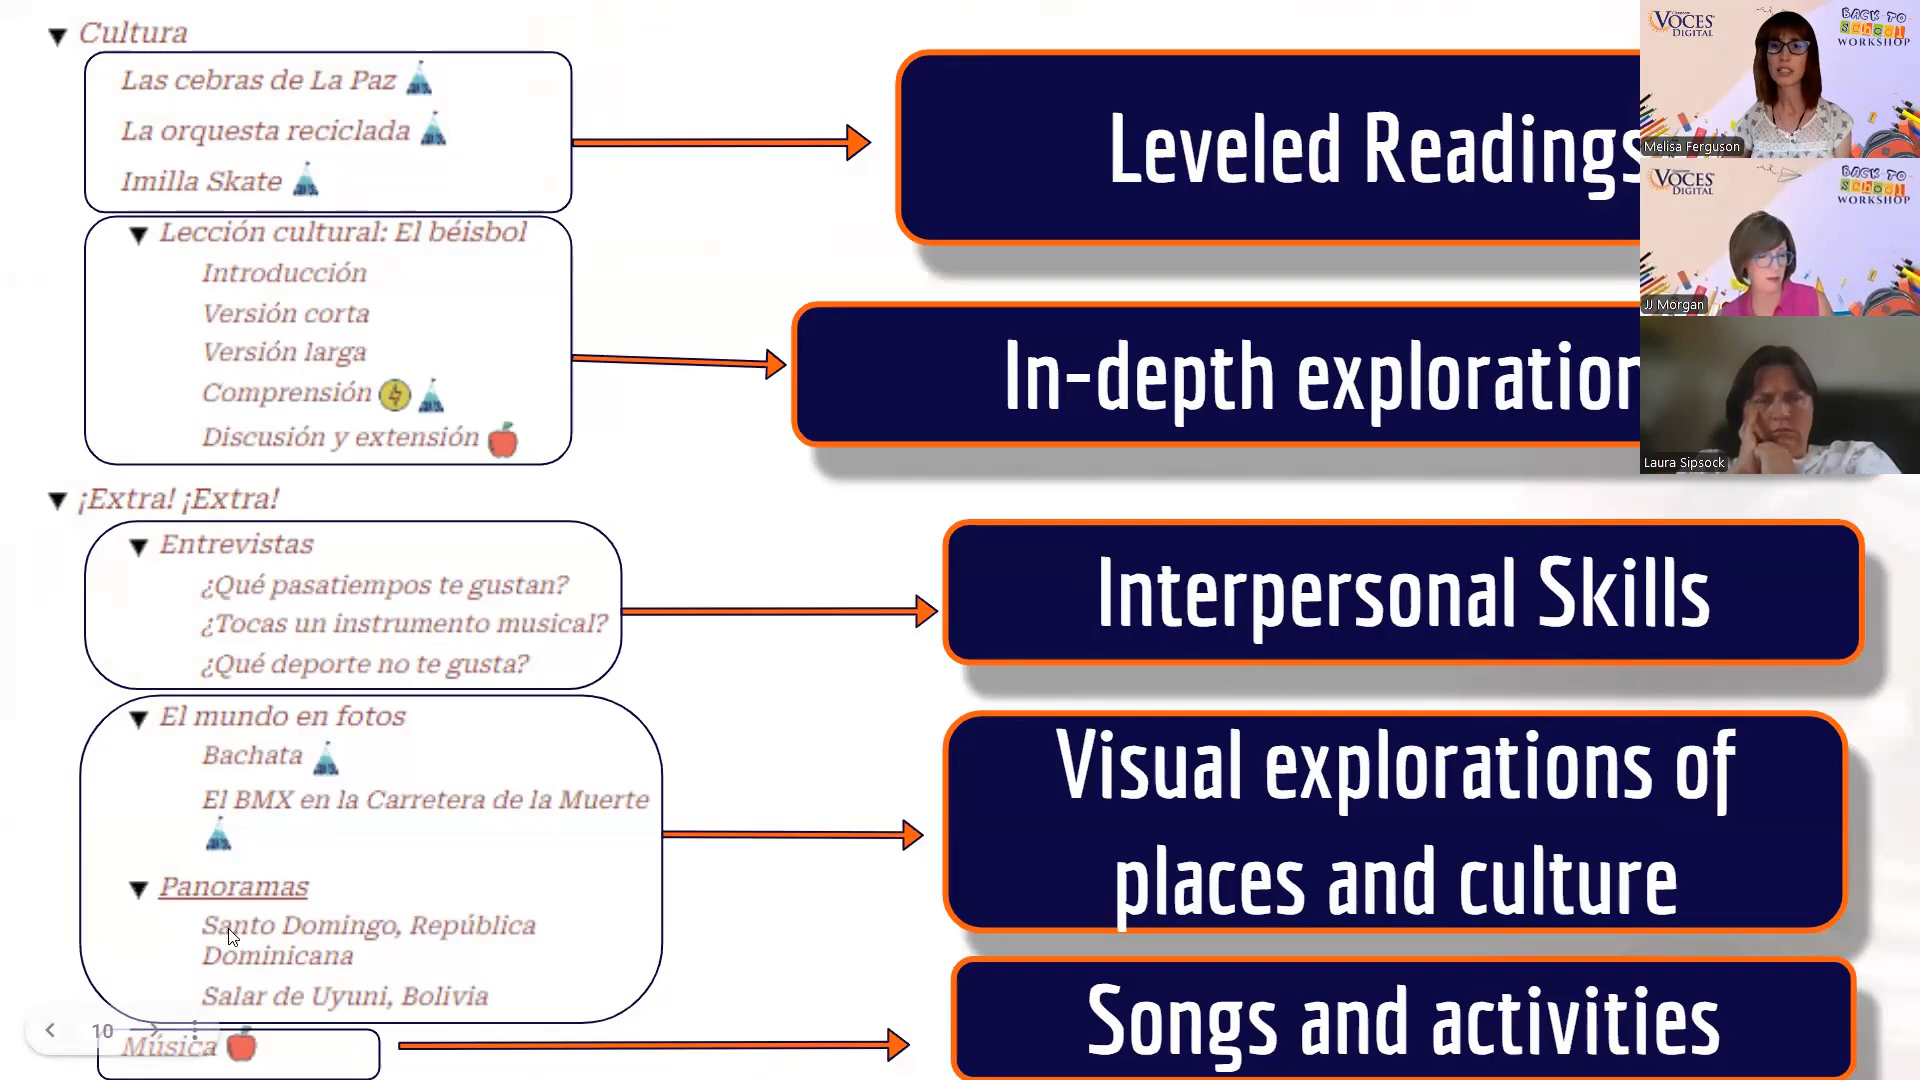 Cultura
Las cebras de La Paz
La orquesta reciclada
Imilla Skate
Lección cultural: El béisbol
Introducción
Versión corta
Versión larga
Comprensión
Discusión y extensión
¡Extra! ¡Extra!
Entrevistas
¿Qué pasatiempos te gustan?
¿Tocas un instrumento musical?
¿Qué deporte no te gusta?
El mundo en fotos
Bachata
El BMX en la Carretera de la Muerte
Panoramas
Santo Domingo, República
Dominicana
Salar de Uyuni, Bolivia
10
Música
Leveled Readings
In-depth exploration
Interpersonal Skills
Visual explorations of
places and culture
Songs and activities
VOCES
DIGITAL
BACK TO
SCHOOL
WORKSHOP
Melisa Ferguson
VOCES
DIGITAL
BACK TO
SCHOOL
WORKSHOP
JJ Morgan
Laura Sipsock